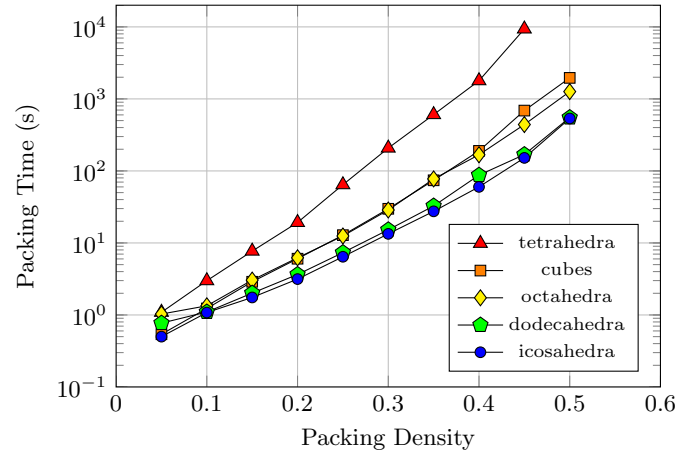 10^4
10^3
10^2
10^1
10^0
10^−1
Packing Time (s)
tetrahedra
cubes
octahedra
dodecahedra
icosahedra
0 0.1 0.2 0.3 0.4 0.5 0.6
Packing Density